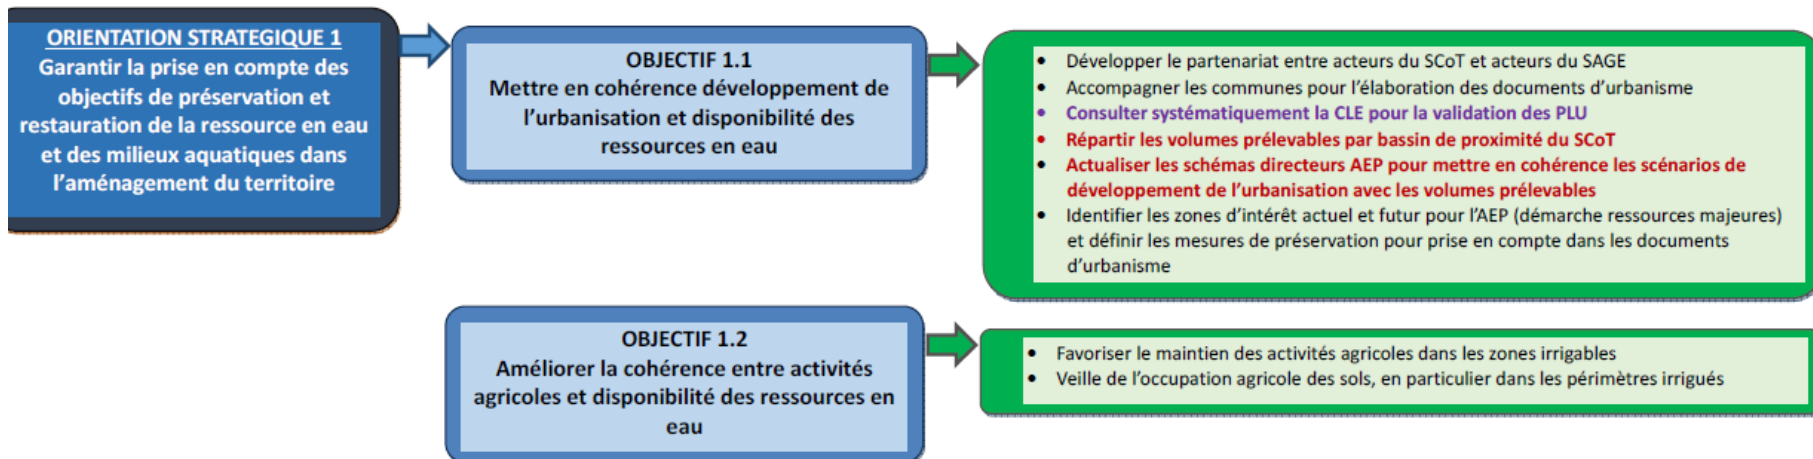 ORIENTATION STRATEGIQUE 1
Garantir la prise en compte des
objectifs de préservation et
restauration de la ressource en eau
et des milieux aquatiques dans
l'aménagement du territoire
OBJECTIF 1.1
Mettre en cohérence développement de
l'urbanisation et disponibilité des
ressources en eau
• Développer le partenariat entre acteurs du SCoT et acteurs du SAGE
• Accompagner les communes pour l'élaboration des documents d'urbanisme
• Consulter systématiquement la CLE pour la validation des PLU
• Répartir les volumes prélevables par bassin de proximité du SCoT
• Actualiser les schémas directeurs AEP pour mettre en cohérence les scénarios de
développement de l'urbanisation avec les volumes prélevables
• Identifier les zones d'intérêt actuel et futur pour l'AEP (démarche ressources majeures)
et définir les mesures de préservation pour prise en compte dans les documents
d'urbanisme
OBJECTIF 1.2
Améliorer la cohérence entre activités
agricoles et disponibilité des ressources en
eau
• Favoriser le maintien des activités agricoles dans les zones irrigables
• Veille de l'occupation agricole des sols, en particulier dans les périmètres irrigués